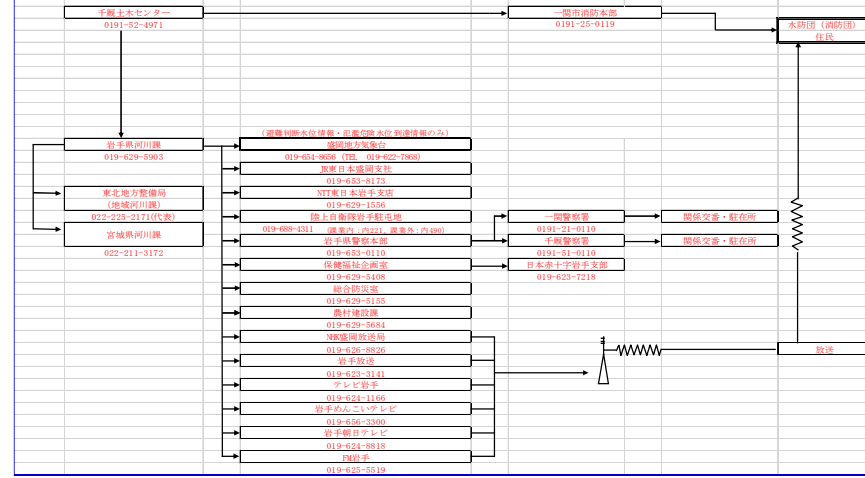 千厩土木センター
0191-52-4971
一関市消防本部
0191-25-0119
水防団（消防団）
住民
岩手県河川課
019-629-5903
東北地方整備局
（地域河川課）
022-225-2171(代表)
宮城県河川課
022-211-3172
（避難判断水位情報・氾濫危険水位到達情報のみ）
盛岡地方気象台
019-654-8656（TEL　019-622-7868）
JR東日本盛岡支社
019-653-8173
NTT東日本岩手支店
019-629-1556
陸上自衛隊岩手駐屯地
019-688-4311　(課業内：内221、課業外：内490)
岩手県警察本部
019-653-0110
保健福祉企画室
019-629-5408
総合防災室
019-629-5155
農村建設課
019-629-5684
NHK盛岡放送局
019-626-8826
岩手放送
019-623-3141
テレビ岩手
019-624-1166
岩手めんこいテレビ
019-656-3300
岩手朝日テレビ
019-624-8818
FM岩手
019-625-5519
一関警察署
0191-21-0110
千厩警察署
0191-51-0110
日本赤十字岩手支部
019-623-7218
関係交番・駐在所
関係交番・駐在所
放送